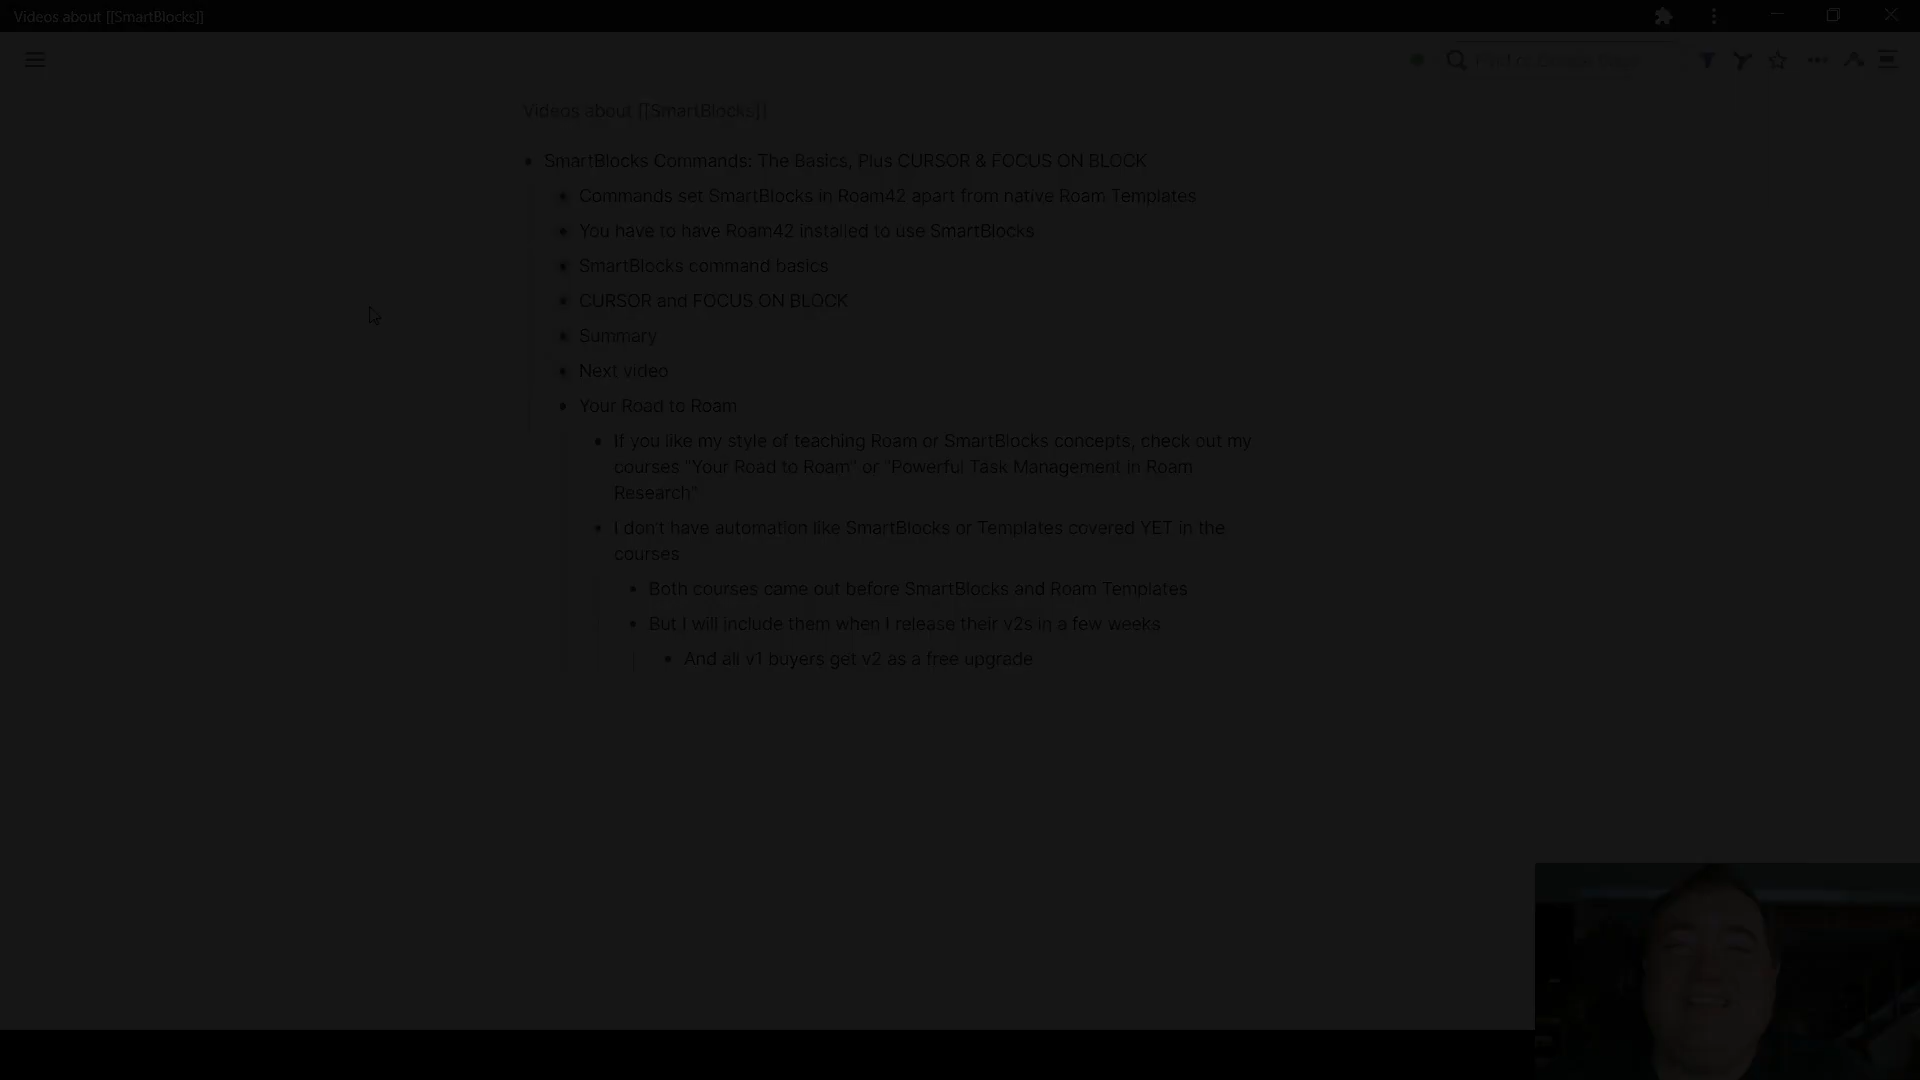 Videos about [[SmartBlocks]]
Videos about [[SmartBlocks]]
SmartBlocks Commands: The Basics, Plus CURSOR & FOCUS ON BLOCK
Commands set SmartBlocks in Roam42 apart from native Roam Templates
You have to have Roam42 installed to use SmartBlocks
SmartBlocks command basics
CURSOR and FOCUS ON BLOCK
Summary
Next video
Your Road to Roam
If you like my style of teaching Roam or SmartBlocks concepts, check out my
courses "Your Road to Roam" or "Powerful Task Management in Roam
Research"
I don't have automation like SmartBlocks or Templates covered YET in the
courses
Both courses came out before SmartBlocks and Roam Templates
But I will include them when I release their v2s in a few weeks
And all v1 buyers get v2 as a free upgrade